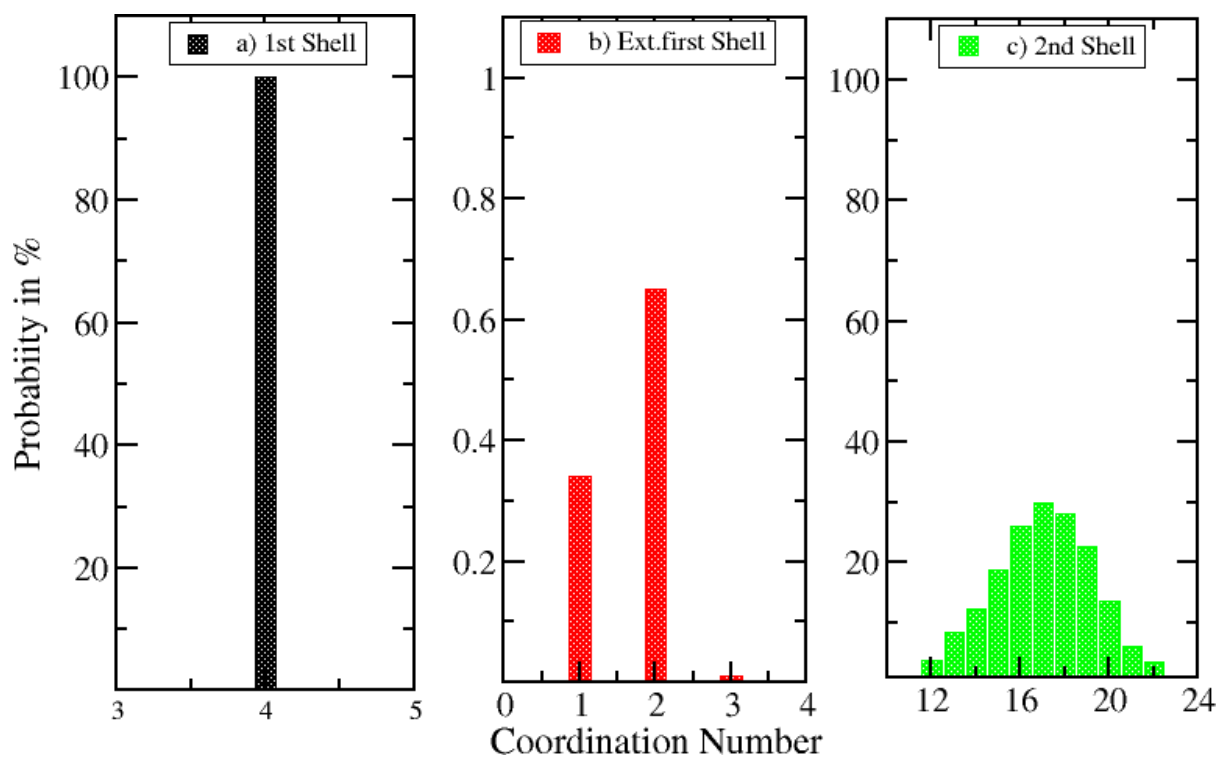 a) 1st Shell
b) Ext.first Shell
c) 2nd Shell
Probabiity in %
100
80
60
40
20
3 4 5
1
0.8
0.6
0.4
0.2
0 1 2 3 4
100
80
60
40
20
12 16 20 24
Coordination Number